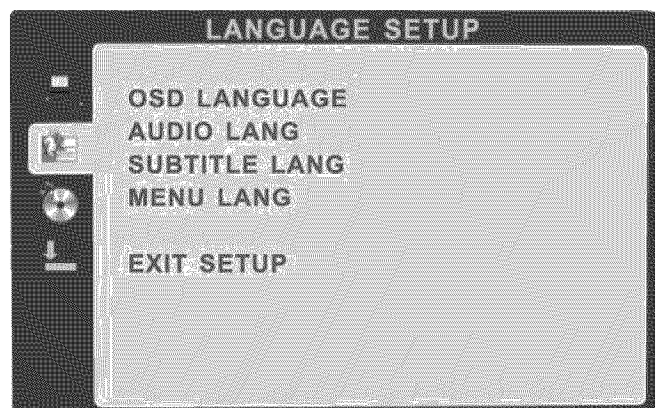 LANGUAGE SETUP
OSD LANGUAGE
AUDIO LANG
SUBTITLE LANG
MENU LANG
EXIT SETUP